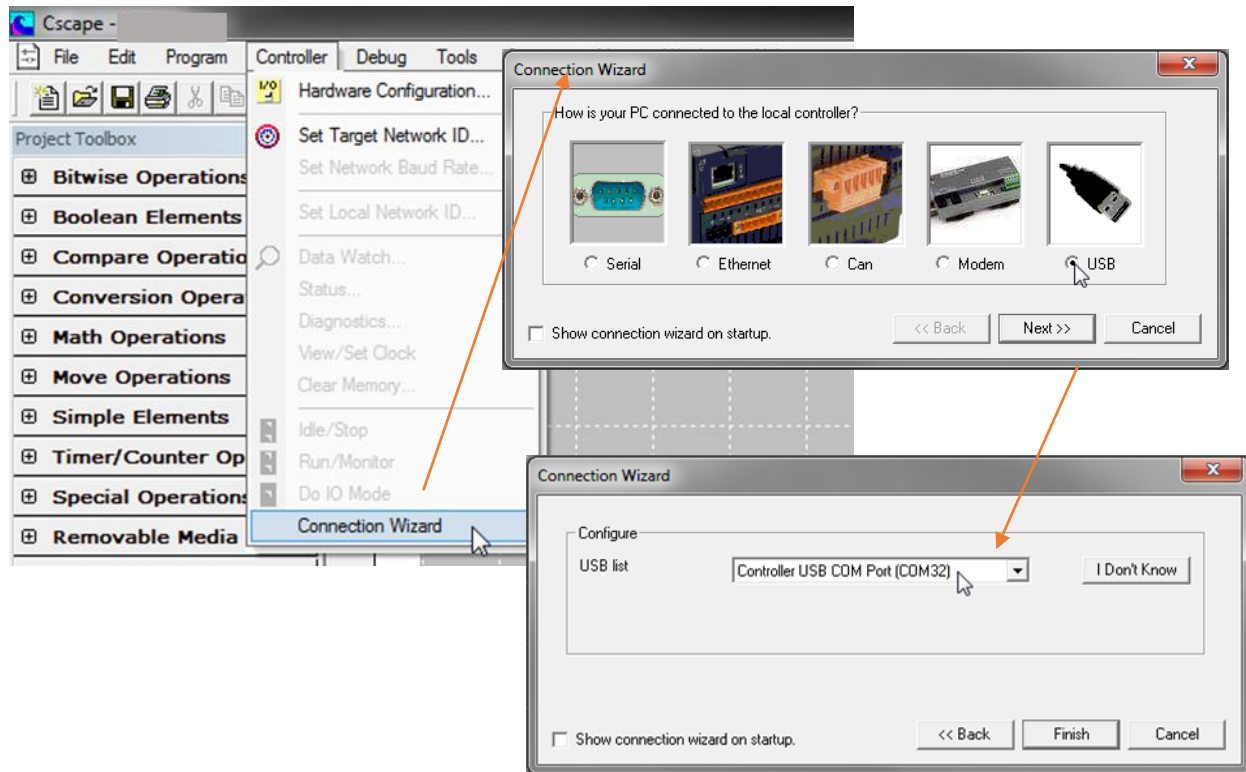 Cscape -
File Edit Program Controller Debug Tools
Project Toolbox
Bitwise Operations
Boolean Elements
Compare Operatio
Conversion Opera
Math Operations
Move Operations
Simple Elements
Timer/Counter Op
Special Operations
Removable Media
I/O
Hardware Configuration...
Set Target Network ID...
Set Network Baud Rate...
Set Local Network ID...
Data Watch...
Status...
Diagnostics...
View/Set Clock
Clear Memory...
Idle/Stop
Run/Monitor
Do IO Mode
Connection Wizard
Connection Wizard
How is your PC connected to the local controller?
Serial Ethernet Can Modem USB
Show connection wizard on startup.
<< Back Next >> Cancel
Connection Wizard
Configure
USB list Controller USB COM Port (COM32) I Don't Know
Show connection wizard on startup.
<< Back Finish Cancel